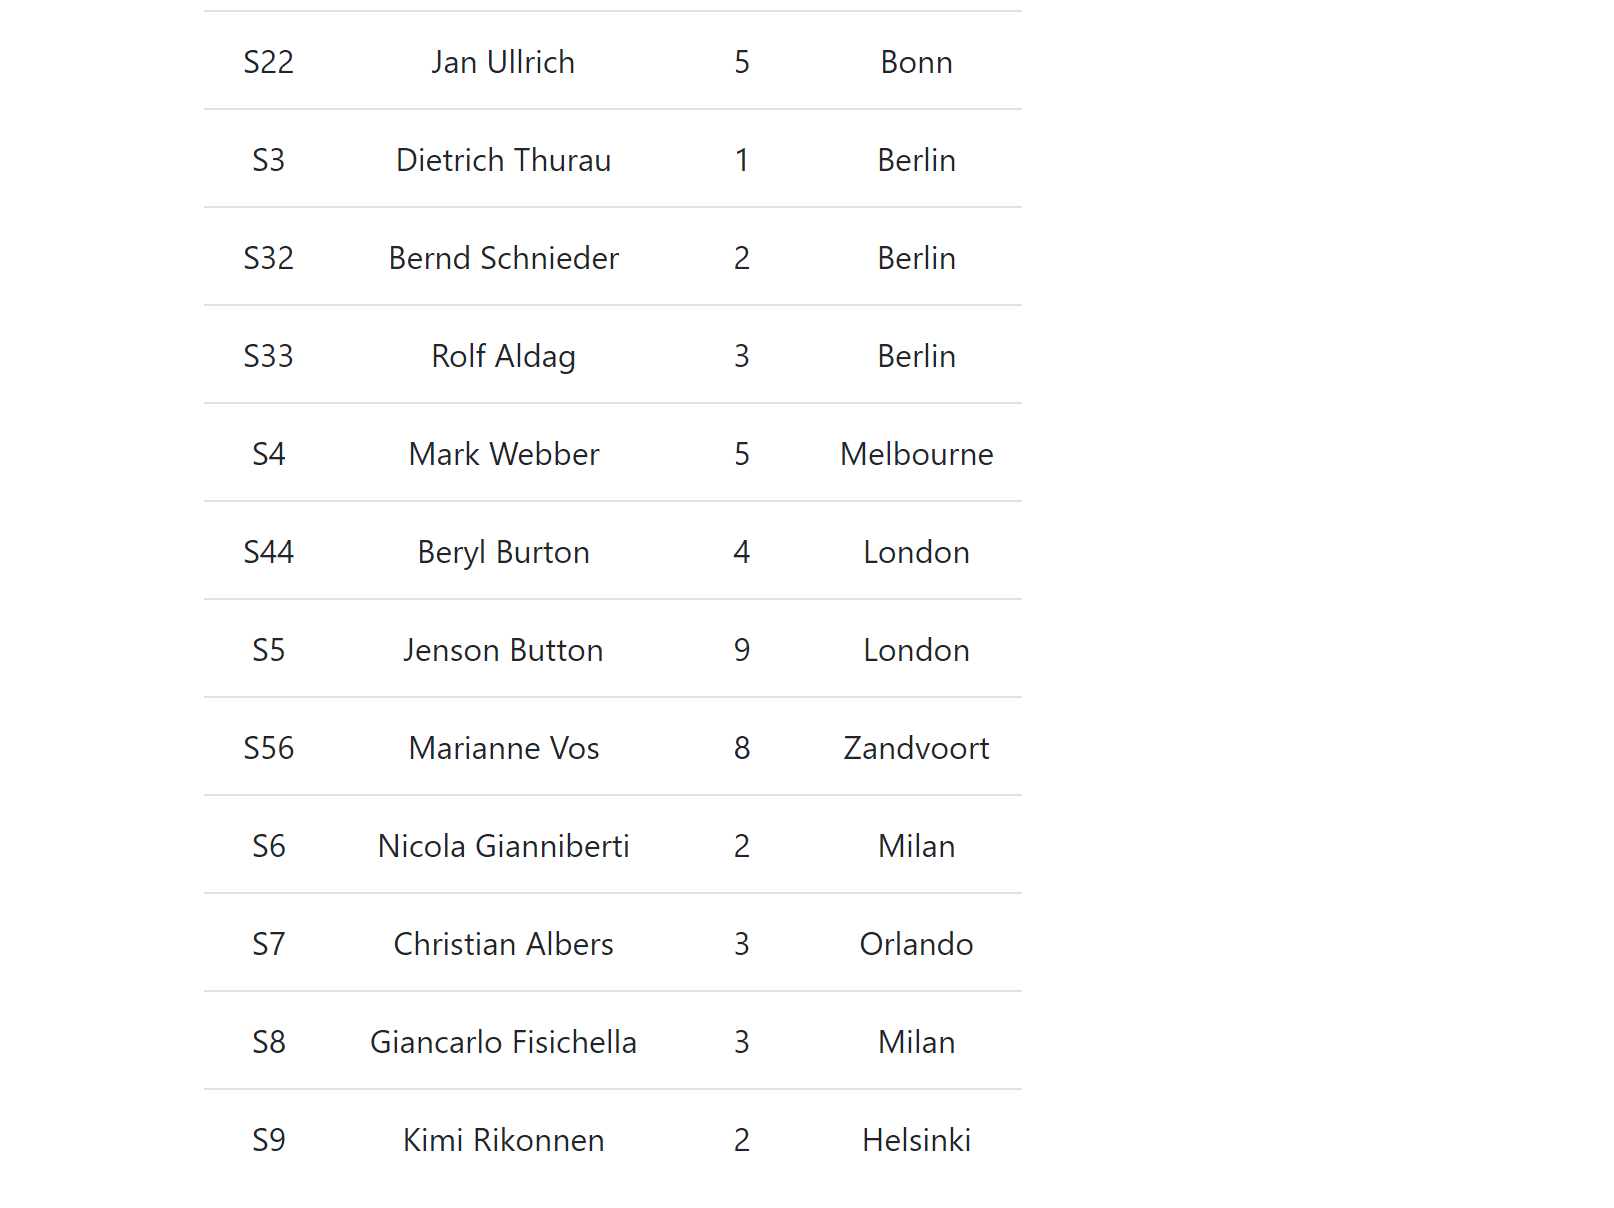 S22 Jan Ullrich 5 Bonn
S3 Dietrich Thurau 1 Berlin
S32 Bernd Schnieder 2 Berlin
S33 Rolf Aldag 3 Berlin
S4 Mark Webber 5 Melbourne
S44 Beryl Burton 4 London
S5 Jenson Button 9 London
S56 Marianne Vos 8 Zandvoort
S6 Nicola Gianniberti 2 Milan
S7 Christian Albers 3 Orlando
S8 Giancarlo Fisichella 3 Milan
S9 Kimi Rikonnen 2 Helsinki